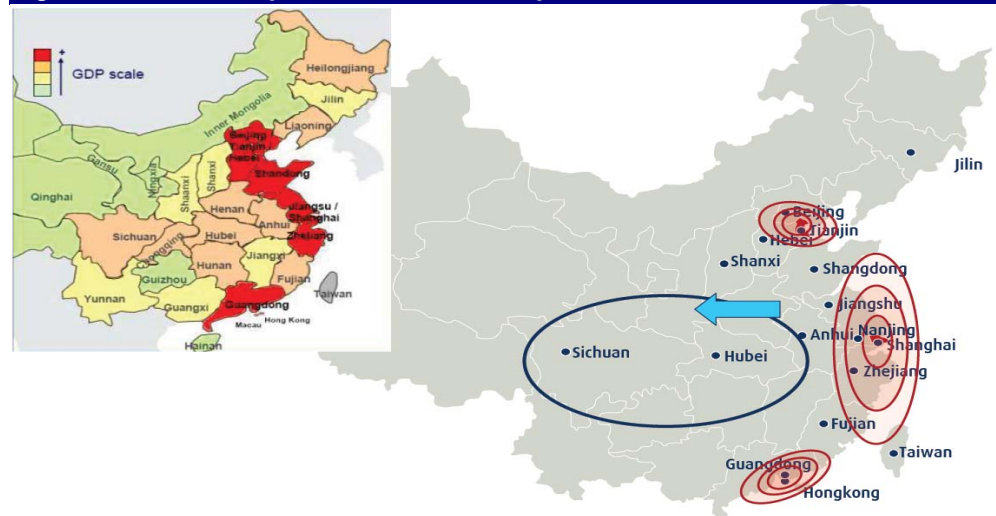 +
GDP scale
Heilongjiang
Jilin
Inner Mongolia
Liaoning
Beijing /
Tianjin /
Hebei
Gansu
Ningxia
Shanxi
Shaanxi
Shandong
Qinghai
Henan
Jiangsu /
Shanghai
Anhui
Zhejiang
Sichuan
Chongqing
Hubei
Hunan
Jiangxi
Guizhou
Fujian
Yunnan
Guangxi
Guangdong
Taiwan
Macau
Hong Kong
Hainan
Jilin
Beijing
Tianjin
Hebei
Shanxi
Shangdong
Jiangshu
Anhui
Nanjing
Shanghai
Sichuan
Hubei
Zhejiang
Fujian
Taiwan
Guangdong
Hongkong